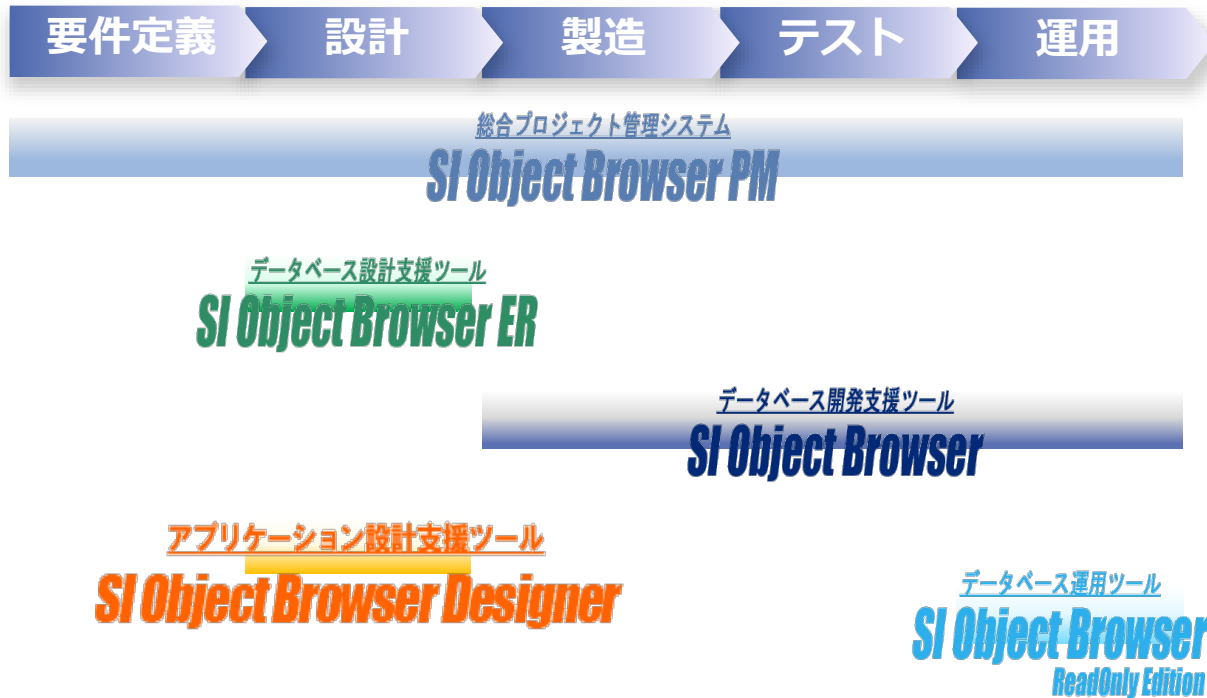 要件定義 設計 製造 テスト 運用
総合プロジェクト管理システム
SI Object Browser PM
データベース設計支援ツール
SI Object Browser ER
データベース開発支援ツール
SI Object Browser
アプリケーション設計支援ツール
SI Object Browser Designer
データベース運用ツール
SI Object Browser
ReadOnly Edition